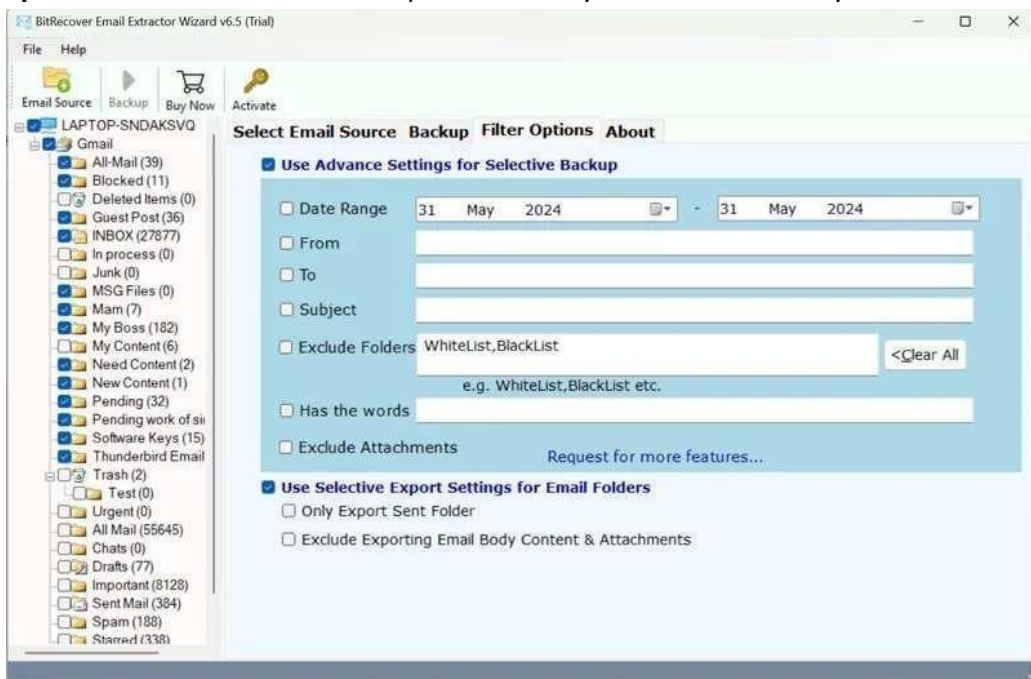 BitRecover Email Extractor Wizard v6.5 (Trial)
File Help
Email Source Backup Buy Now Activate
LAPTOP-SNDAKSVQ
Gmail
All-Mail (39)
Blocked (11)
Deleted Items (0)
Guest Post (36)
INBOX (27877)
In process (0)
Junk (0)
MSG Files (0)
Mam (7)
My Boss (182)
My Content (6)
Need Content (2)
New Content (1)
Pending (32)
Pending work of
Software Keys (15)
Thunderbird Email
Trash (2)
Test (0)
Urgent (0)
All Mail (55645)
Chats (0)
Drafts (77)
Important (8128)
Sent Mail (384)
Spam (188)
Starred (338)
Select Email Source Backup Filter Options About
Use Advance Settings for Selective Backup
Date Range 31 May 2024 - 31 May 2024
From
To
Subject
Exclude Folders WhiteList,BlackList <Clear All
e.g. WhiteList,BlackList etc.
Has the words
Exclude Attachments Request for more features...
Use Selective Export Settings for Email Folders
Only Export Sent Folder
Exclude Exporting Email Body Content & Attachments